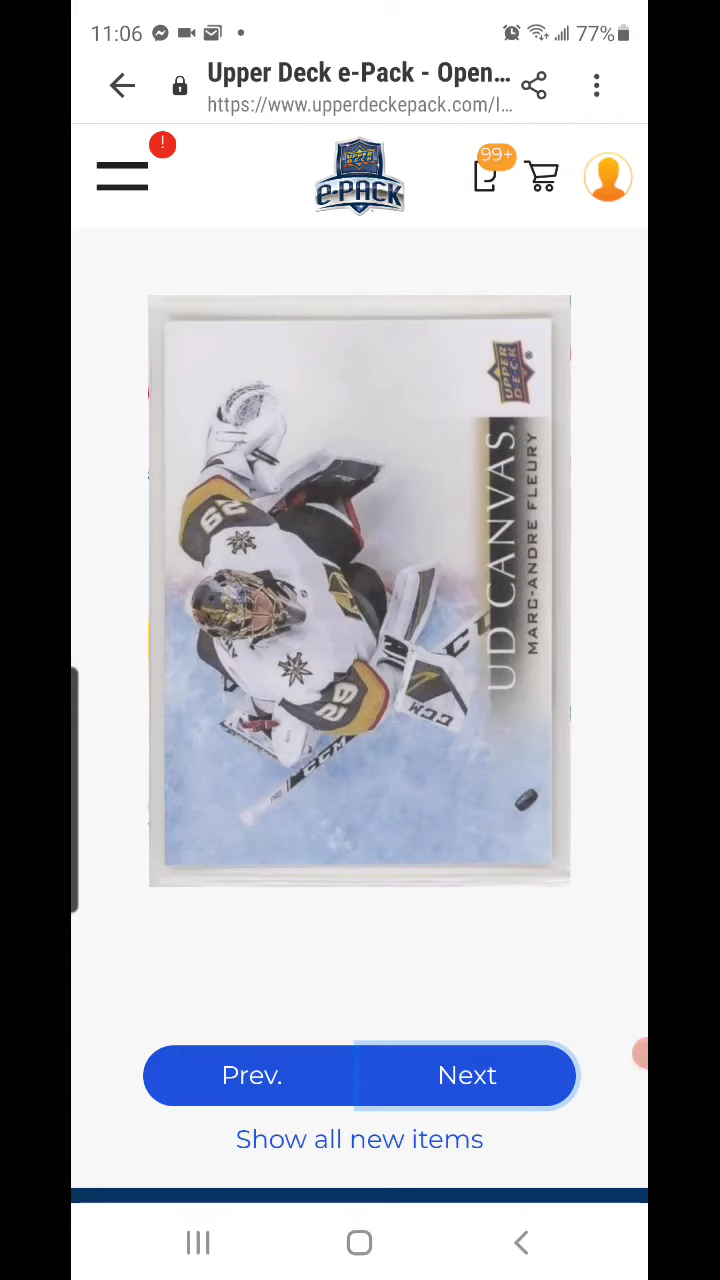 11:06
77%
Upper Deck e-Pack - Open...
https://www.upperdeckepack.com/I...
!
UPPER DECK
e-PACK
99+
UPPER DECK®
UD CANVAS®
MARC-ANDRE FLEURY
29
29
CCM
CCM
Prev.
Next
Show all new items